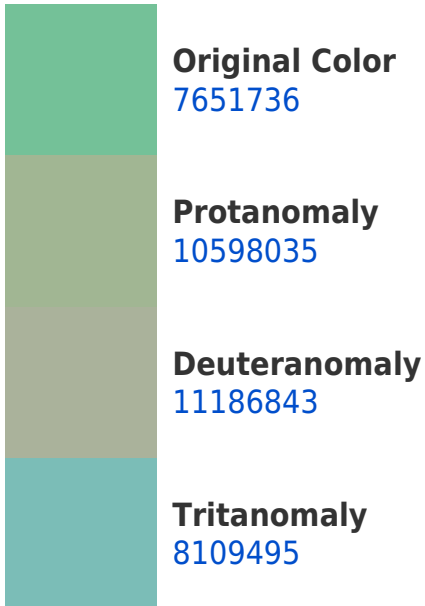 Original Color
7651736
Protanomaly
10598035
Deuteranomaly
11186843
Tritanomaly
8109495